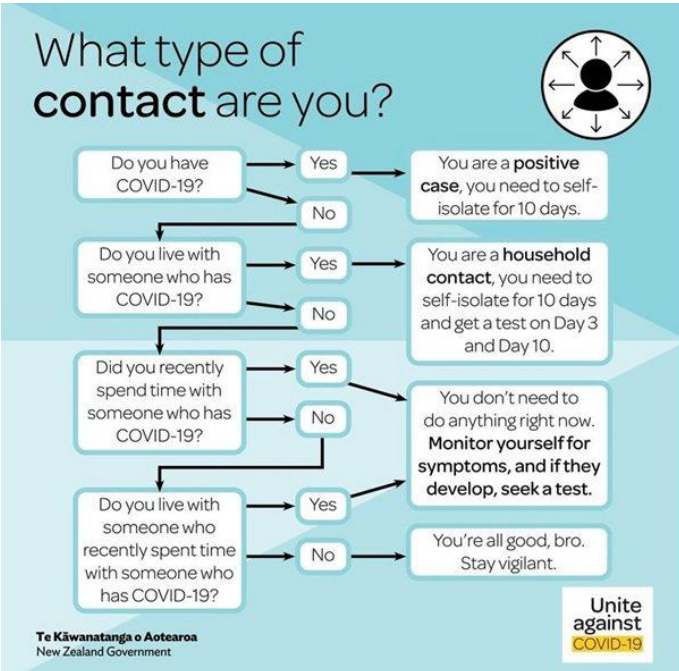 What type of
contact are you?
Do you have
COVID-19?
Yes
You are a positive
case, you need to self-
isolate for 10 days.
No
Do you live with
someone who has
COVID-19?
Yes
You are a household
contact, you need to
self-isolate for 10 days
and get a test on Day 3
and Day 10.
No
Did you recently
spend time with
someone who has
COVID-19?
Yes
No
You don't need to
do anything right now.
Monitor yourself for
symptoms, and if they
develop, seek a test.
Do you live with
someone who
recently spent time
with someone who
has COVID-19?
Yes
No
You're all good, bro.
Stay vigilant.
Te Kāwanatanga o Aotearoa
New Zealand Government
Unite
against
COVID-19